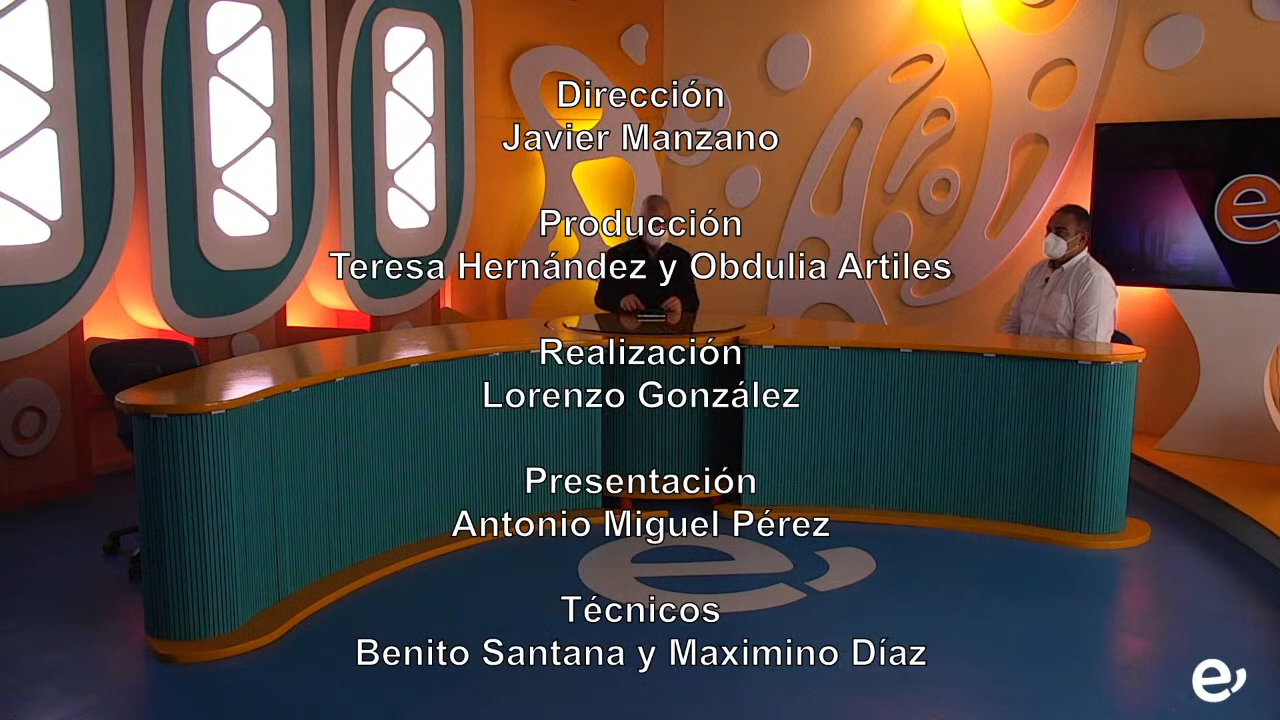 Dirección
Javier Manzano
Producción
Teresa Hernández y Obdulia Artiles
Realización
Lorenzo González
Presentación
Antonio Miguel Pérez
Técnicos
Benito Santana y Maximino Díaz
e
e
e